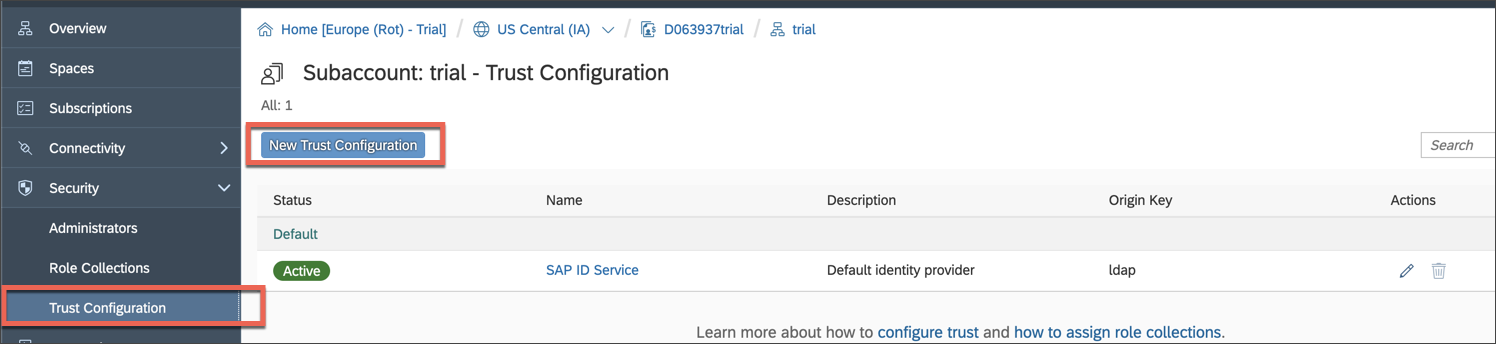 Overview
Spaces
Subscriptions
Connectivity
Security
Administrators
Role Collections
Trust Configuration
Home [Europe (Rot) - Trial] / US Central (IA) / D063937trial / trial
Subaccount: trial - Trust Configuration
All: 1
New Trust Configuration
Search
Status Name Description Origin Key Actions
Default
Active SAP ID Service Default identity provider ldap
Learn more about how to configure trust and how to assign role collections.